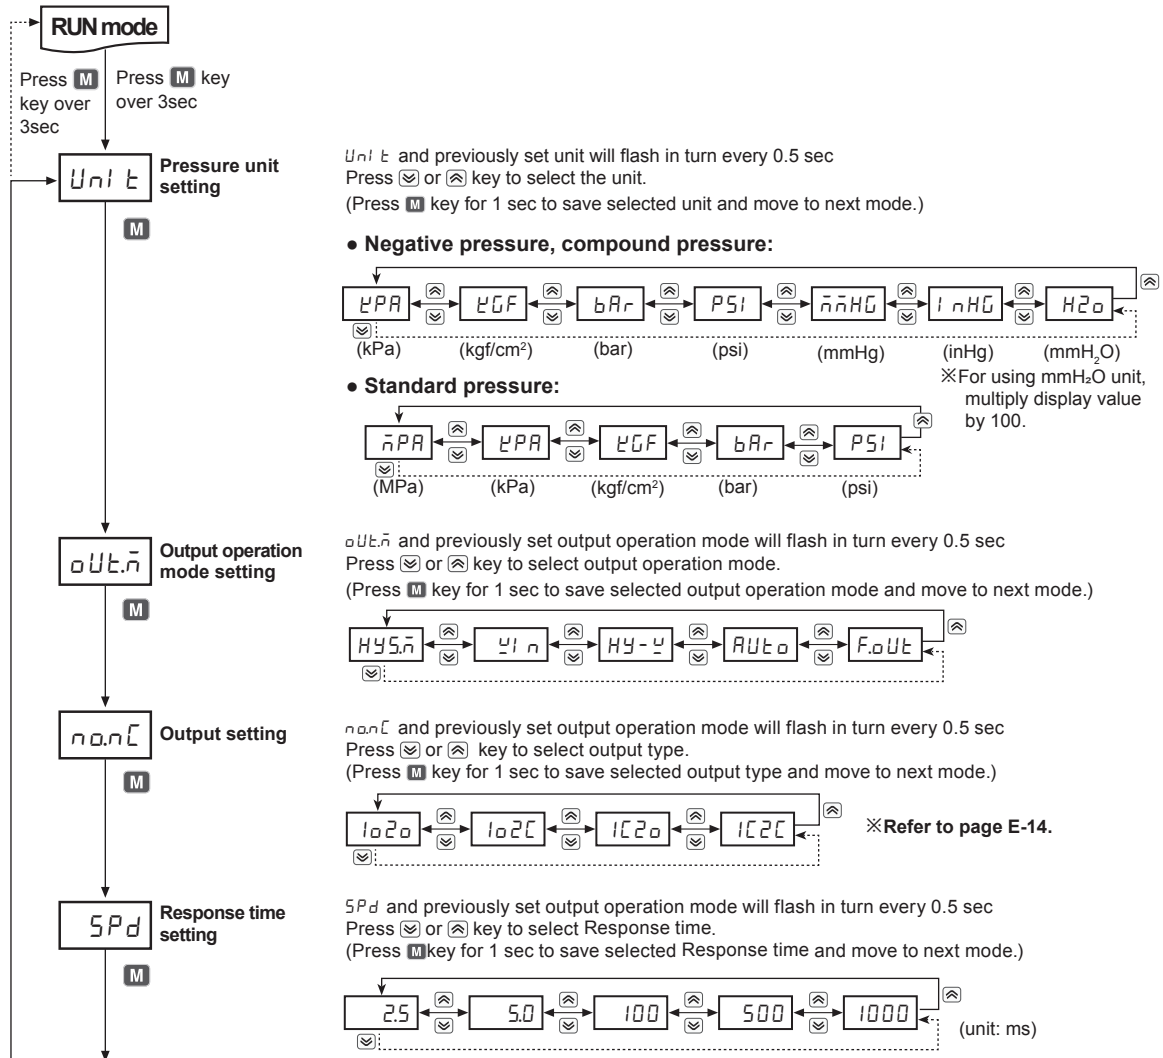 RUN mode
Press M key over 3sec
Press M key over 3sec
UnI t
Pressure unit setting
M
UnI t and previously set unit will flash in turn every 0.5 sec
Press or key to select the unit.
(Press M key for 1 sec to save selected unit and move to next mode.)
● Negative pressure, compound pressure:
kPA kGF bAr PSI mmHG InHG H2o
(kPa) (kgf/cm²) (bar) (psi) (mmHg) (inHg) (mmH₂O)
※For using mmH₂O unit,
multiply display value
by 100.
● Standard pressure:
mPA kPA kGF bAr PSI
(MPa) (kPa) (kgf/cm²) (bar) (psi)
oUt.m
Output operation mode setting
M
oUt.m and previously set output operation mode will flash in turn every 0.5 sec
Press or key to select output operation mode.
(Press M key for 1 sec to save selected output operation mode and move to next mode.)
HYS.m WIn HY-W AUto F.oUt
no.nC
Output setting
M
no.nC and previously set output operation mode will flash in turn every 0.5 sec
Press or key to select output type.
(Press M key for 1 sec to save selected output type and move to next mode.)
1o2o 1o2C 1C2o 1C2C
※Refer to page E-14.
SPd
Response time setting
M
SPd and previously set output operation mode will flash in turn every 0.5 sec
Press or key to select Response time.
(Press M key for 1 sec to save selected Response time and move to next mode.)
2.5 5.0 100 500 1000
(unit: ms)